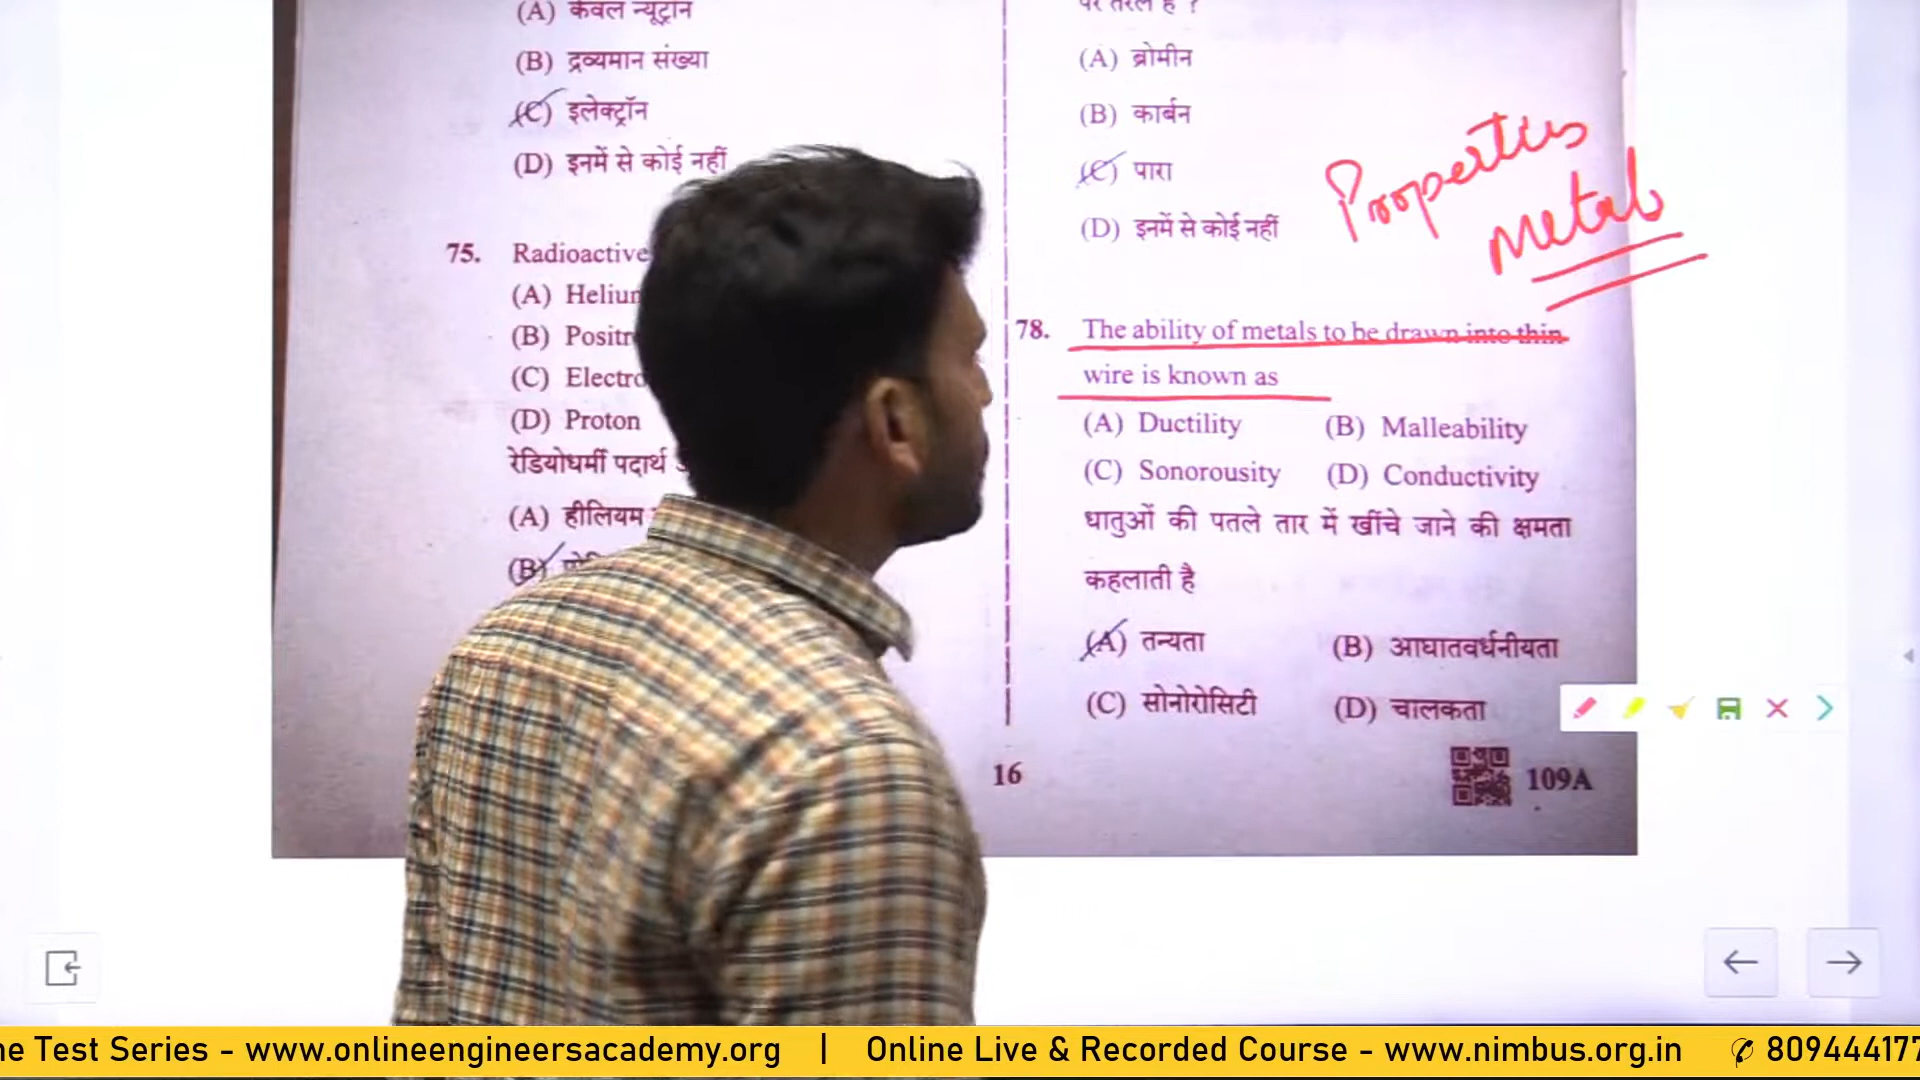 (A) केवल न्यूट्रॉन
(B) द्रव्यमान संख्या
(C) इलेक्ट्रॉन
(D) इनमें से कोई नहीं
75. Radioactive
(A)
(B)
(C)
(D) Proton
रेडियोधर्मी पदार्थ
(A) हीलियम
(B)
पर तरल है ?
(A) ब्रोमीन
(B) कार्बन
(C) पारा
(D) इनमें से कोई नहीं
Properties
Metals
78. The ability of metals to be drawn into thin
wire is known as
(A) Ductility (B) Malleability
(C) Sonorousity (D) Conductivity
धातुओं की पतले तार में खींचे जाने की क्षमता
कहलाती है
(A) तन्यता (B) आघातवर्धनीयता
(C) सोनोरोसिटी (D) चालकता
16 109A
Test Series - www.onlineengineersacademy.org | Online Live & Recorded Course - www.nimbus.org.in ✆ 809444177